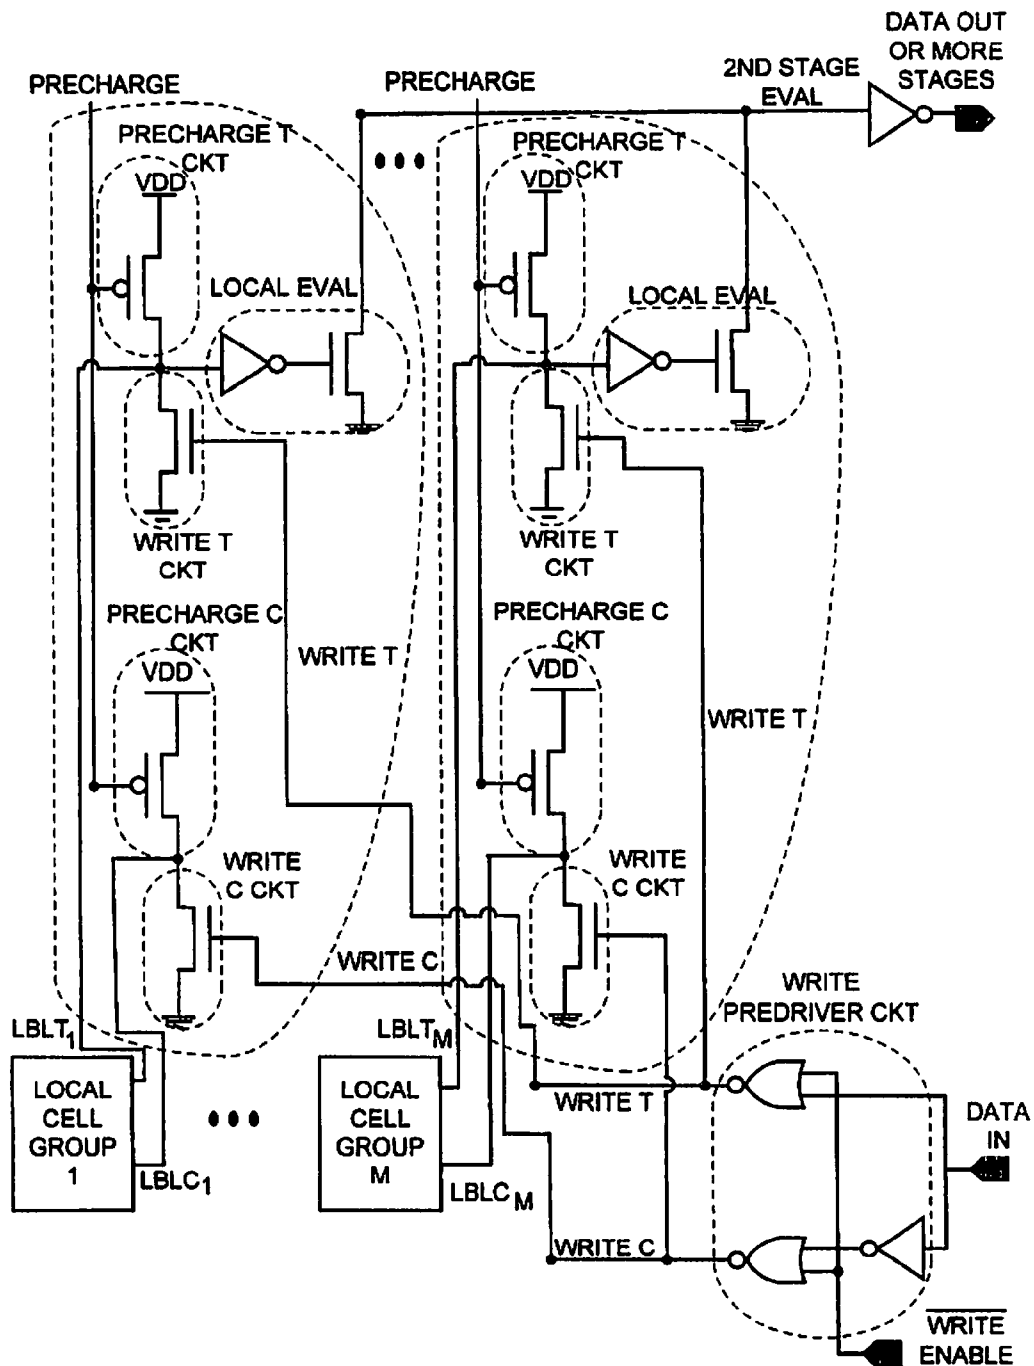 DATA OUT
OR MORE
STAGES
2ND STAGE
EVAL
PRECHARGE
PRECHARGE
PRECHARGE T
CKT
VDD
PRECHARGE T
CKT
VDD
LOCAL EVAL
LOCAL EVAL
WRITE T
CKT
WRITE T
CKT
PRECHARGE C
CKT
VDD
PRECHARGE C
CKT
VDD
WRITE T
WRITE T
WRITE
C CKT
WRITE
C CKT
WRITE C
WRITE
PREDRIVER CKT
LBLT1
LBLTM
LOCAL
CELL
GROUP
1
LOCAL
CELL
GROUP
M
WRITE T
DATA
IN
LBLC1
LBLCM
WRITE C
WRITE
ENABLE